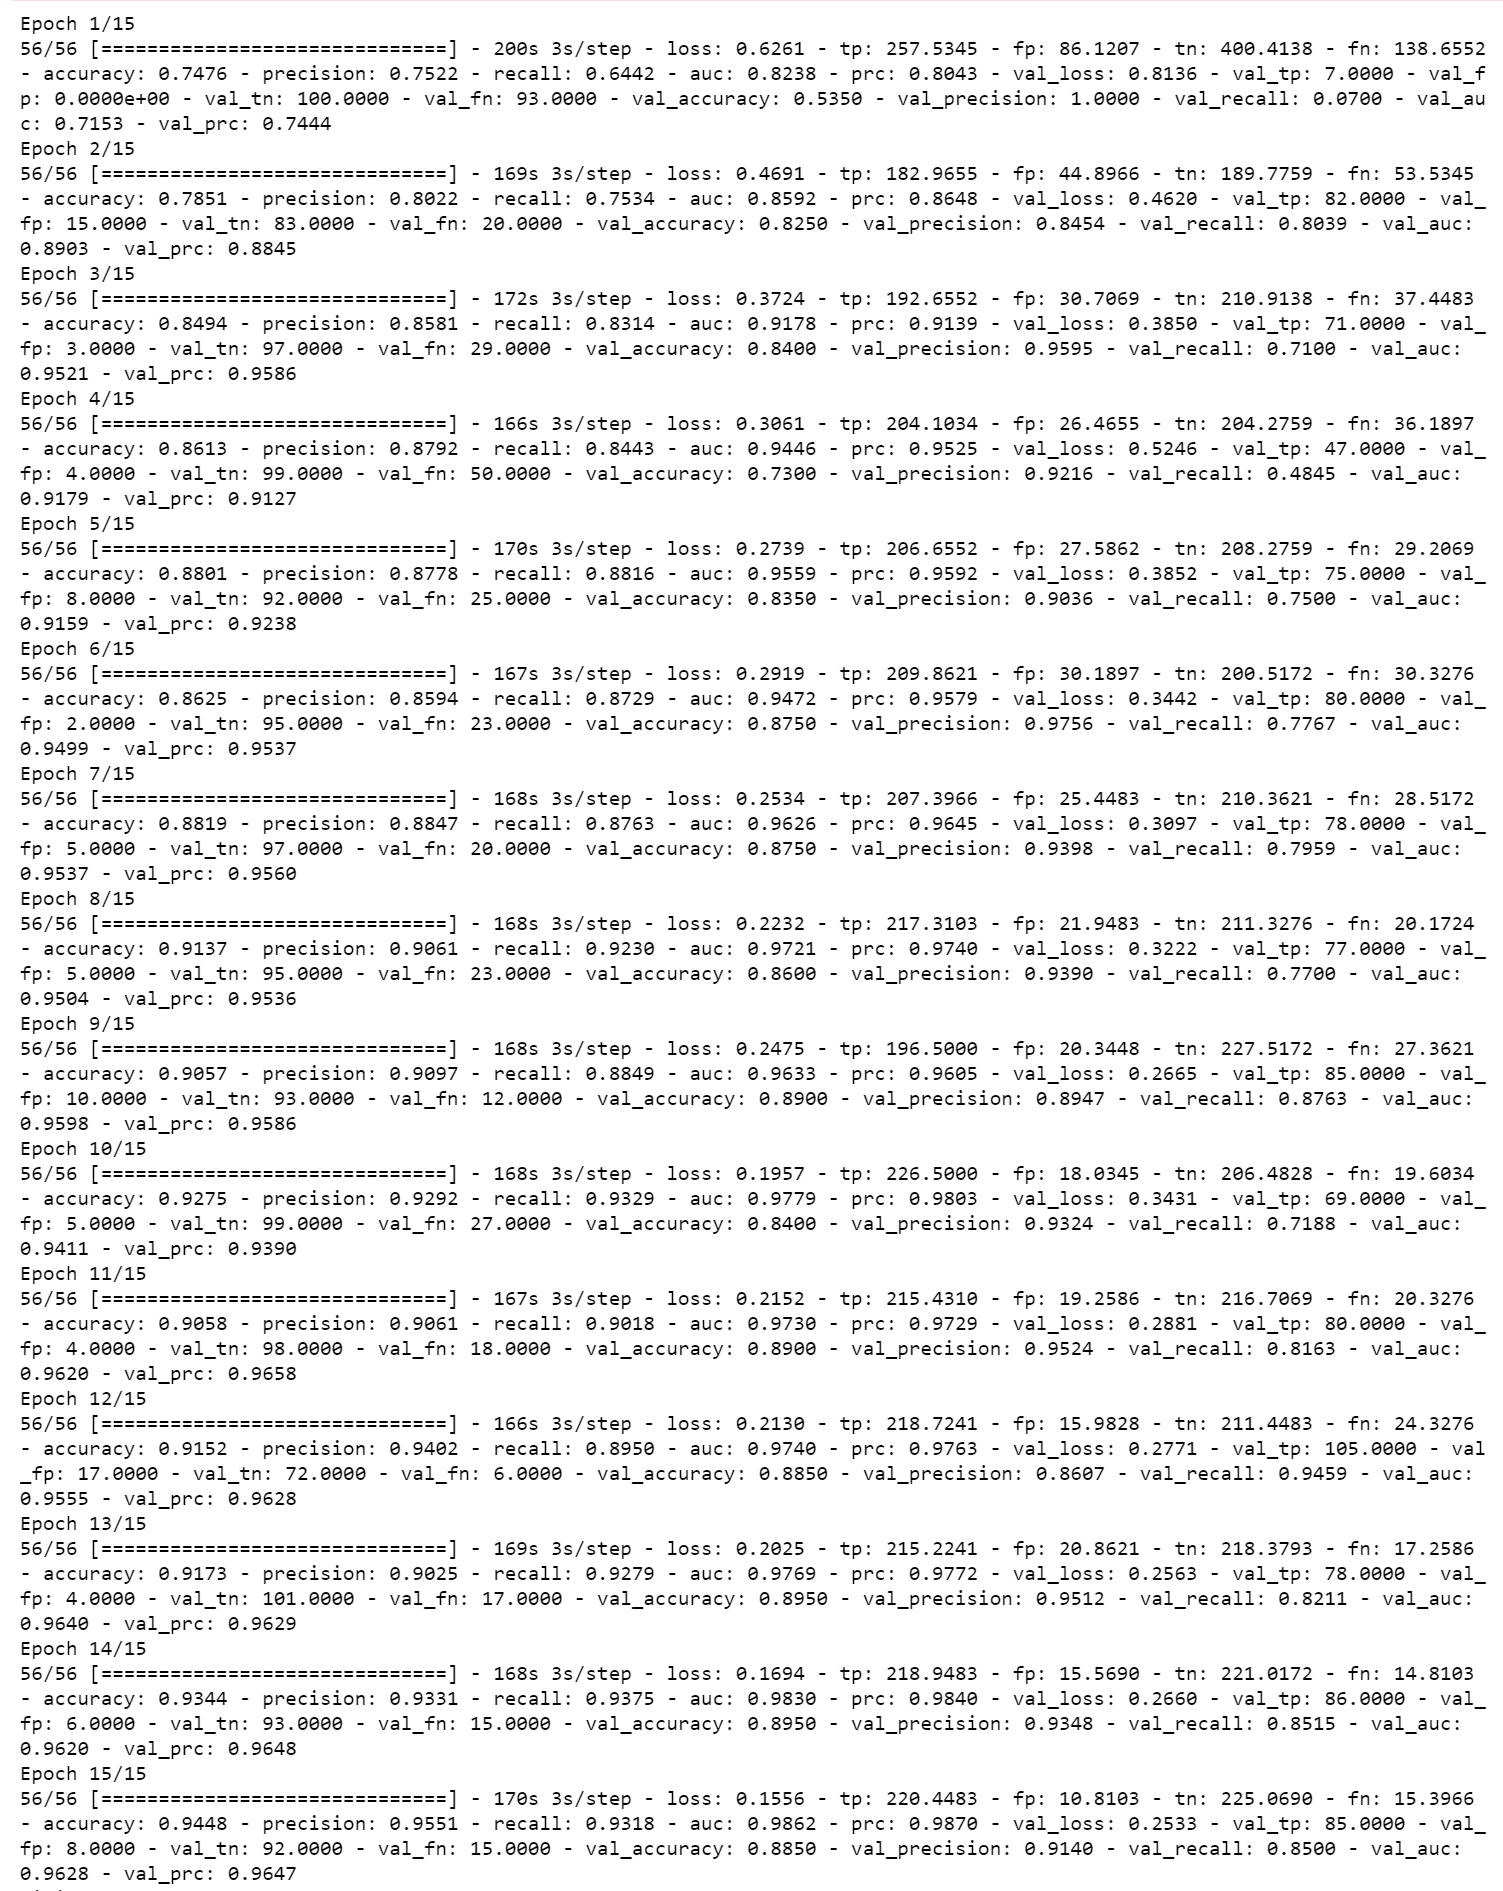 Epoch 1/15
56/56 [==============================] - 200s 3s/step - loss: 0.6261 - tp: 257.5345 - fp: 86.1207 - tn: 400.4138 - fn: 138.6552
- accuracy: 0.7476 - precision: 0.7522 - recall: 0.6442 - auc: 0.8238 - prc: 0.8043 - val_loss: 0.8136 - val_tp: 7.0000 - val_f
p: 0.0000e+00 - val_tn: 100.0000 - val_fn: 93.0000 - val_accuracy: 0.5350 - val_precision: 1.0000 - val_recall: 0.0700 - val_au
c: 0.7153 - val_prc: 0.7444
Epoch 2/15
56/56 [==============================] - 169s 3s/step - loss: 0.4691 - tp: 182.9655 - fp: 44.8966 - tn: 189.7759 - fn: 53.5345
- accuracy: 0.7851 - precision: 0.8022 - recall: 0.7534 - auc: 0.8592 - prc: 0.8648 - val_loss: 0.4620 - val_tp: 82.0000 - val_
fp: 15.0000 - val_tn: 83.0000 - val_fn: 20.0000 - val_accuracy: 0.8250 - val_precision: 0.8454 - val_recall: 0.8039 - val_auc:
0.8903 - val_prc: 0.8845
Epoch 3/15
56/56 [==============================] - 172s 3s/step - loss: 0.3724 - tp: 192.6552 - fp: 30.7069 - tn: 210.9138 - fn: 37.4483
- accuracy: 0.8494 - precision: 0.8581 - recall: 0.8314 - auc: 0.9178 - prc: 0.9139 - val_loss: 0.3850 - val_tp: 71.0000 - val_
fp: 3.0000 - val_tn: 97.0000 - val_fn: 29.0000 - val_accuracy: 0.8400 - val_precision: 0.9595 - val_recall: 0.7100 - val_auc:
0.9521 - val_prc: 0.9586
Epoch 4/15
56/56 [==============================] - 166s 3s/step - loss: 0.3061 - tp: 204.1034 - fp: 26.4655 - tn: 204.2759 - fn: 36.1897
- accuracy: 0.8613 - precision: 0.8792 - recall: 0.8443 - auc: 0.9446 - prc: 0.9525 - val_loss: 0.5246 - val_tp: 47.0000 - val_
fp: 4.0000 - val_tn: 99.0000 - val_fn: 50.0000 - val_accuracy: 0.7300 - val_precision: 0.9216 - val_recall: 0.4845 - val_auc:
0.9179 - val_prc: 0.9127
Epoch 5/15
56/56 [==============================] - 170s 3s/step - loss: 0.2739 - tp: 206.6552 - fp: 27.5862 - tn: 208.2759 - fn: 29.2069
- accuracy: 0.8801 - precision: 0.8778 - recall: 0.8816 - auc: 0.9559 - prc: 0.9592 - val_loss: 0.3852 - val_tp: 75.0000 - val_
fp: 8.0000 - val_tn: 92.0000 - val_fn: 25.0000 - val_accuracy: 0.8350 - val_precision: 0.9036 - val_recall: 0.7500 - val_auc:
0.9159 - val_prc: 0.9238
Epoch 6/15
56/56 [==============================] - 167s 3s/step - loss: 0.2919 - tp: 209.8621 - fp: 30.1897 - tn: 200.5172 - fn: 30.3276
- accuracy: 0.8625 - precision: 0.8594 - recall: 0.8729 - auc: 0.9472 - prc: 0.9579 - val_loss: 0.3442 - val_tp: 80.0000 - val_
fp: 2.0000 - val_tn: 95.0000 - val_fn: 23.0000 - val_accuracy: 0.8750 - val_precision: 0.9756 - val_recall: 0.7767 - val_auc:
0.9499 - val_prc: 0.9537
Epoch 7/15
56/56 [==============================] - 168s 3s/step - loss: 0.2534 - tp: 207.3966 - fp: 25.4483 - tn: 210.3621 - fn: 28.5172
- accuracy: 0.8819 - precision: 0.8847 - recall: 0.8763 - auc: 0.9626 - prc: 0.9645 - val_loss: 0.3097 - val_tp: 78.0000 - val_
fp: 5.0000 - val_tn: 97.0000 - val_fn: 20.0000 - val_accuracy: 0.8750 - val_precision: 0.9398 - val_recall: 0.7959 - val_auc:
0.9537 - val_prc: 0.9560
Epoch 8/15
56/56 [==============================] - 168s 3s/step - loss: 0.2232 - tp: 217.3103 - fp: 21.9483 - tn: 211.3276 - fn: 20.1724
- accuracy: 0.9137 - precision: 0.9061 - recall: 0.9230 - auc: 0.9721 - prc: 0.9740 - val_loss: 0.3222 - val_tp: 77.0000 - val_
fp: 5.0000 - val_tn: 95.0000 - val_fn: 23.0000 - val_accuracy: 0.8600 - val_precision: 0.9390 - val_recall: 0.7700 - val_auc:
0.9504 - val_prc: 0.9536
Epoch 9/15
56/56 [==============================] - 168s 3s/step - loss: 0.2475 - tp: 196.5000 - fp: 20.3448 - tn: 227.5172 - fn: 27.3621
- accuracy: 0.9057 - precision: 0.9097 - recall: 0.8849 - auc: 0.9633 - prc: 0.9605 - val_loss: 0.2665 - val_tp: 85.0000 - val_
fp: 10.0000 - val_tn: 93.0000 - val_fn: 12.0000 - val_accuracy: 0.8900 - val_precision: 0.8947 - val_recall: 0.8763 - val_auc:
0.9598 - val_prc: 0.9586
Epoch 10/15
56/56 [==============================] - 168s 3s/step - loss: 0.1957 - tp: 226.5000 - fp: 18.0345 - tn: 206.4828 - fn: 19.6034
- accuracy: 0.9275 - precision: 0.9292 - recall: 0.9329 - auc: 0.9779 - prc: 0.9803 - val_loss: 0.3431 - val_tp: 69.0000 - val_
fp: 5.0000 - val_tn: 99.0000 - val_fn: 27.0000 - val_accuracy: 0.8400 - val_precision: 0.9324 - val_recall: 0.7188 - val_auc:
0.9411 - val_prc: 0.9390
Epoch 11/15
56/56 [==============================] - 167s 3s/step - loss: 0.2152 - tp: 215.4310 - fp: 19.2586 - tn: 216.7069 - fn: 20.3276
- accuracy: 0.9058 - precision: 0.9061 - recall: 0.9018 - auc: 0.9730 - prc: 0.9729 - val_loss: 0.2881 - val_tp: 80.0000 - val_
fp: 4.0000 - val_tn: 98.0000 - val_fn: 18.0000 - val_accuracy: 0.8900 - val_precision: 0.9524 - val_recall: 0.8163 - val_auc:
0.9620 - val_prc: 0.9658
Epoch 12/15
56/56 [==============================] - 166s 3s/step - loss: 0.2130 - tp: 218.7241 - fp: 15.9828 - tn: 211.4483 - fn: 24.3276
- accuracy: 0.9152 - precision: 0.9402 - recall: 0.8950 - auc: 0.9740 - prc: 0.9763 - val_loss: 0.2771 - val_tp: 105.0000 - val
_fp: 17.0000 - val_tn: 72.0000 - val_fn: 6.0000 - val_accuracy: 0.8850 - val_precision: 0.8607 - val_recall: 0.9459 - val_auc:
0.9555 - val_prc: 0.9628
Epoch 13/15
56/56 [==============================] - 169s 3s/step - loss: 0.2025 - tp: 215.2241 - fp: 20.8621 - tn: 218.3793 - fn: 17.2586
- accuracy: 0.9173 - precision: 0.9025 - recall: 0.9279 - auc: 0.9769 - prc: 0.9772 - val_loss: 0.2563 - val_tp: 78.0000 - val_
fp: 4.0000 - val_tn: 101.0000 - val_fn: 17.0000 - val_accuracy: 0.8950 - val_precision: 0.9512 - val_recall: 0.8211 - val_auc:
0.9640 - val_prc: 0.9629
Epoch 14/15
56/56 [==============================] - 168s 3s/step - loss: 0.1694 - tp: 218.9483 - fp: 15.5690 - tn: 221.0172 - fn: 14.8103
- accuracy: 0.9344 - precision: 0.9331 - recall: 0.9375 - auc: 0.9830 - prc: 0.9840 - val_loss: 0.2660 - val_tp: 86.0000 - val_
fp: 6.0000 - val_tn: 93.0000 - val_fn: 15.0000 - val_accuracy: 0.8950 - val_precision: 0.9348 - val_recall: 0.8515 - val_auc:
0.9620 - val_prc: 0.9648
Epoch 15/15
56/56 [==============================] - 170s 3s/step - loss: 0.1556 - tp: 220.4483 - fp: 10.8103 - tn: 225.0690 - fn: 15.3966
- accuracy: 0.9448 - precision: 0.9551 - recall: 0.9318 - auc: 0.9862 - prc: 0.9870 - val_loss: 0.2533 - val_tp: 85.0000 - val_
fp: 8.0000 - val_tn: 92.0000 - val_fn: 15.0000 - val_accuracy: 0.8850 - val_precision: 0.9140 - val_recall: 0.8500 - val_auc:
0.9628 - val_prc: 0.9647